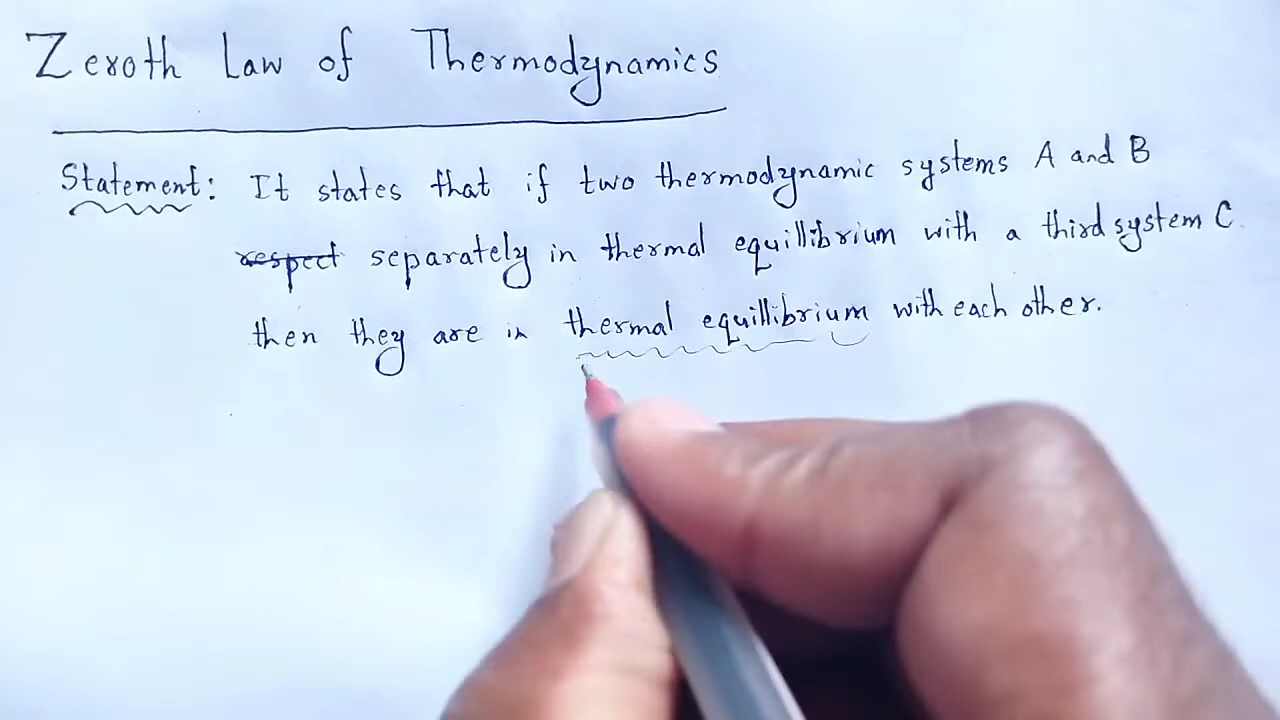 Zeroth Law of Thermodynamics
Statement: It states that if two thermodynamic systems A and B
respect separately in thermal equillibrium with a third system C.
then they are in thermal equillibrium with each other.